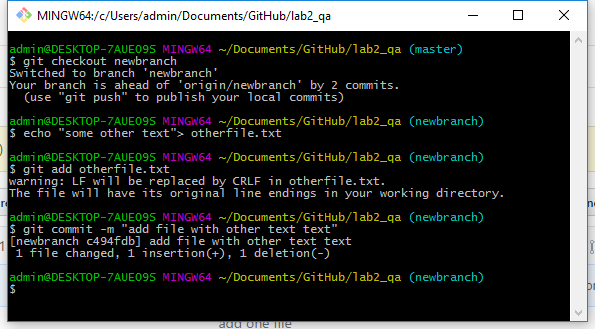 MINGW64:/c/Users/admin/Documents/GitHub/lab2_qa
admin@DESKTOP-7AUEO9S MINGW64 ~/Documents/GitHub/lab2_qa (master)
$ git checkout newbranch
Switched to branch 'newbranch'
Your branch is ahead of 'origin/newbranch' by 2 commits.
  (use "git push" to publish your local commits)
admin@DESKTOP-7AUEO9S MINGW64 ~/Documents/GitHub/lab2_qa (newbranch)
$ echo "some other text"> otherfile.txt
admin@DESKTOP-7AUEO9S MINGW64 ~/Documents/GitHub/lab2_qa (newbranch)
$ git add otherfile.txt
warning: LF will be replaced by CRLF in otherfile.txt.
The file will have its original line endings in your working directory.
admin@DESKTOP-7AUEO9S MINGW64 ~/Documents/GitHub/lab2_qa (newbranch)
$ git commit -m "add file with other text text"
[newbranch c494fdb] add file with other text text
 1 file changed, 1 insertion(+), 1 deletion(-)
admin@DESKTOP-7AUEO9S MINGW64 ~/Documents/GitHub/lab2_qa (newbranch)
$
add one file